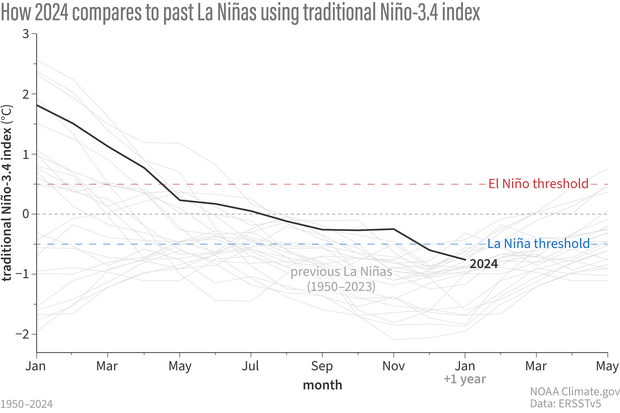 How 2024 compares to past La Niñas using traditional Niño-3.4 index
traditional Niño-3.4 index (°C)
3
2
1
0
−1
−2
El Niño threshold
La Niña threshold
2024
previous La Niñas
(1950–2023)
Jan
Mar
May
Jul
Sep
Nov
Jan
Mar
May
+1 year
month
1950–2024
NOAA Climate.gov
Data: ERSSTv5